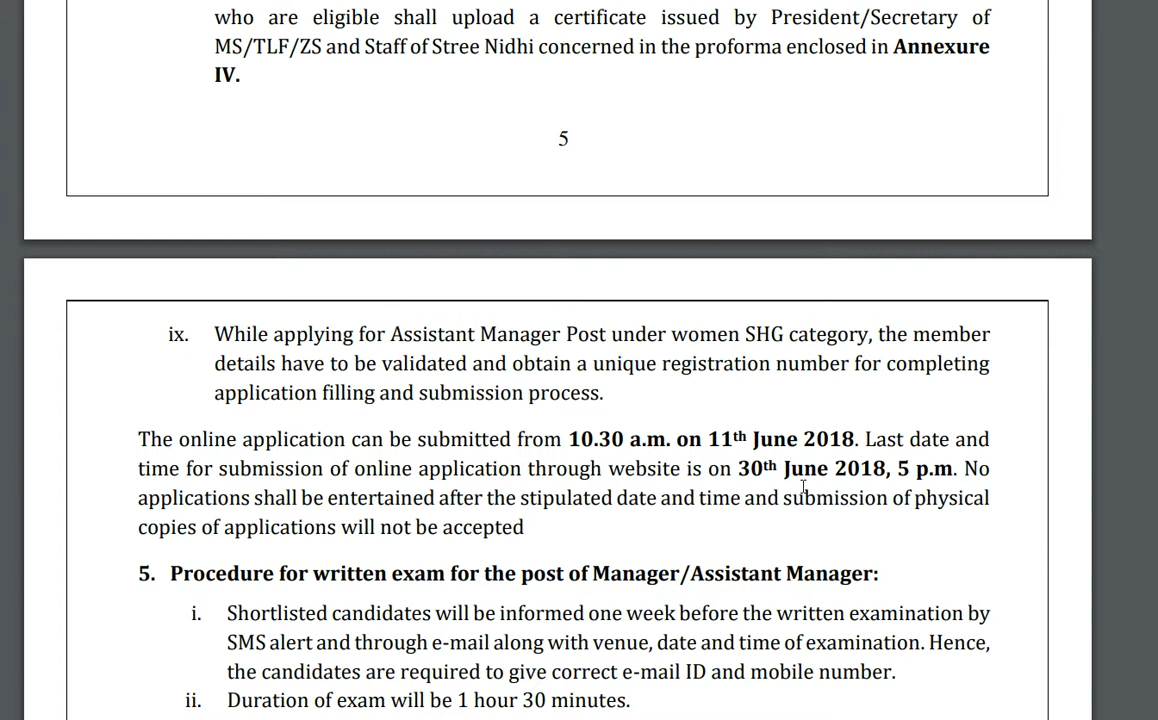 who are eligible shall upload a certificate issued by President/Secretary of
MS/TLF/ZS and Staff of Stree Nidhi concerned in the proforma enclosed in Annexure
IV.
5
ix. While applying for Assistant Manager Post under women SHG category, the member
details have to be validated and obtain a unique registration number for completing
application filling and submission process.
The online application can be submitted from 10.30 a.m. on 11th June 2018. Last date and
time for submission of online application through website is on 30th June 2018, 5 p.m. No
applications shall be entertained after the stipulated date and time and submission of physical
copies of applications will not be accepted
5. Procedure for written exam for the post of Manager/Assistant Manager:
i. Shortlisted candidates will be informed one week before the written examination by
SMS alert and through e-mail along with venue, date and time of examination. Hence,
the candidates are required to give correct e-mail ID and mobile number.
ii. Duration of exam will be 1 hour 30 minutes.